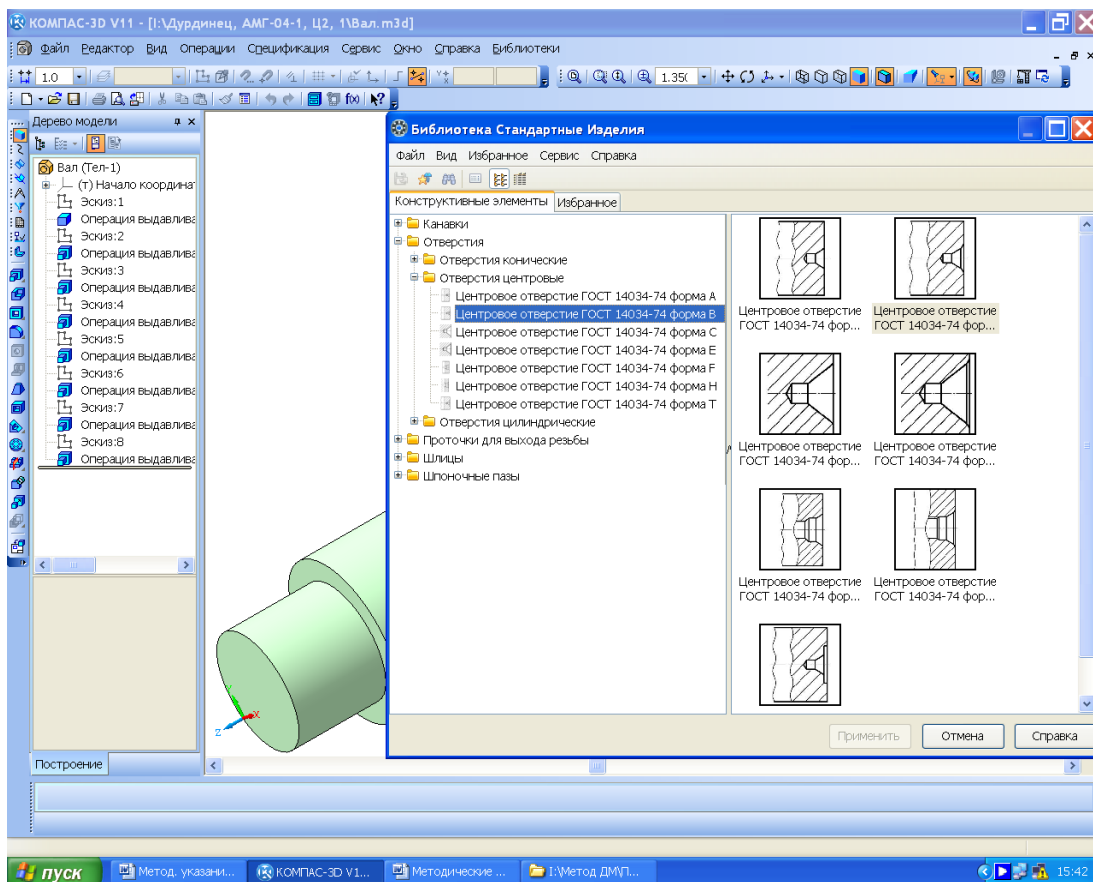 КОМПАС-3D V11 - [I:\Дурдинец, АМГ-04-1, Ц2, 1\Вал.m3d]
Файл Редактор Вид Операции Спецификация Сервис Окно Справка Библиотеки
1.0
1.35(
Дерево модели
Вал (Тел-1)
(т) Начало координат
Эскиз:1
Операция выдавлива
Эскиз:2
Операция выдавлива
Эскиз:3
Операция выдавлива
Эскиз:4
Операция выдавлива
Эскиз:5
Операция выдавлива
Эскиз:6
Операция выдавлива
Эскиз:7
Операция выдавлива
Эскиз:8
Операция выдавлива
Построение
Z
X
Y
Библиотека Стандартные Изделия
Файл Вид Избранное Сервис Справка
Конструктивные элементы Избранное
Канавки
Отверстия
Отверстия конические
Отверстия центровые
Центровое отверстие ГОСТ 14034-74 форма A
Центровое отверстие ГОСТ 14034-74 форма B
Центровое отверстие ГОСТ 14034-74 форма C
Центровое отверстие ГОСТ 14034-74 форма E
Центровое отверстие ГОСТ 14034-74 форма F
Центровое отверстие ГОСТ 14034-74 форма H
Центровое отверстие ГОСТ 14034-74 форма T
Отверстия цилиндрические
Проточки для выхода резьбы
Шлицы
Шпоночные пазы
Центровое отверстие
ГОСТ 14034-74 фор...
Центровое отверстие
ГОСТ 14034-74 фор...
Центровое отверстие
ГОСТ 14034-74 фор...
Центровое отверстие
ГОСТ 14034-74 фор...
Центровое отверстие
ГОСТ 14034-74 фор...
Центровое отверстие
ГОСТ 14034-74 фор...
Применить Отмена Справка
пуск
Метод. указани...
КОМПАС-3D V1...
Методические ...
I:\Метод ДМ\П...
15:42